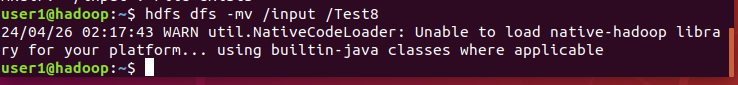 user1@hadoop:~$ hdfs dfs -mv /input /Test8
24/04/26 02:17:43 WARN util.NativeCodeLoader: Unable to load native-hadoop libra
ry for your platform... using builtin-java classes where applicable
user1@hadoop:~$